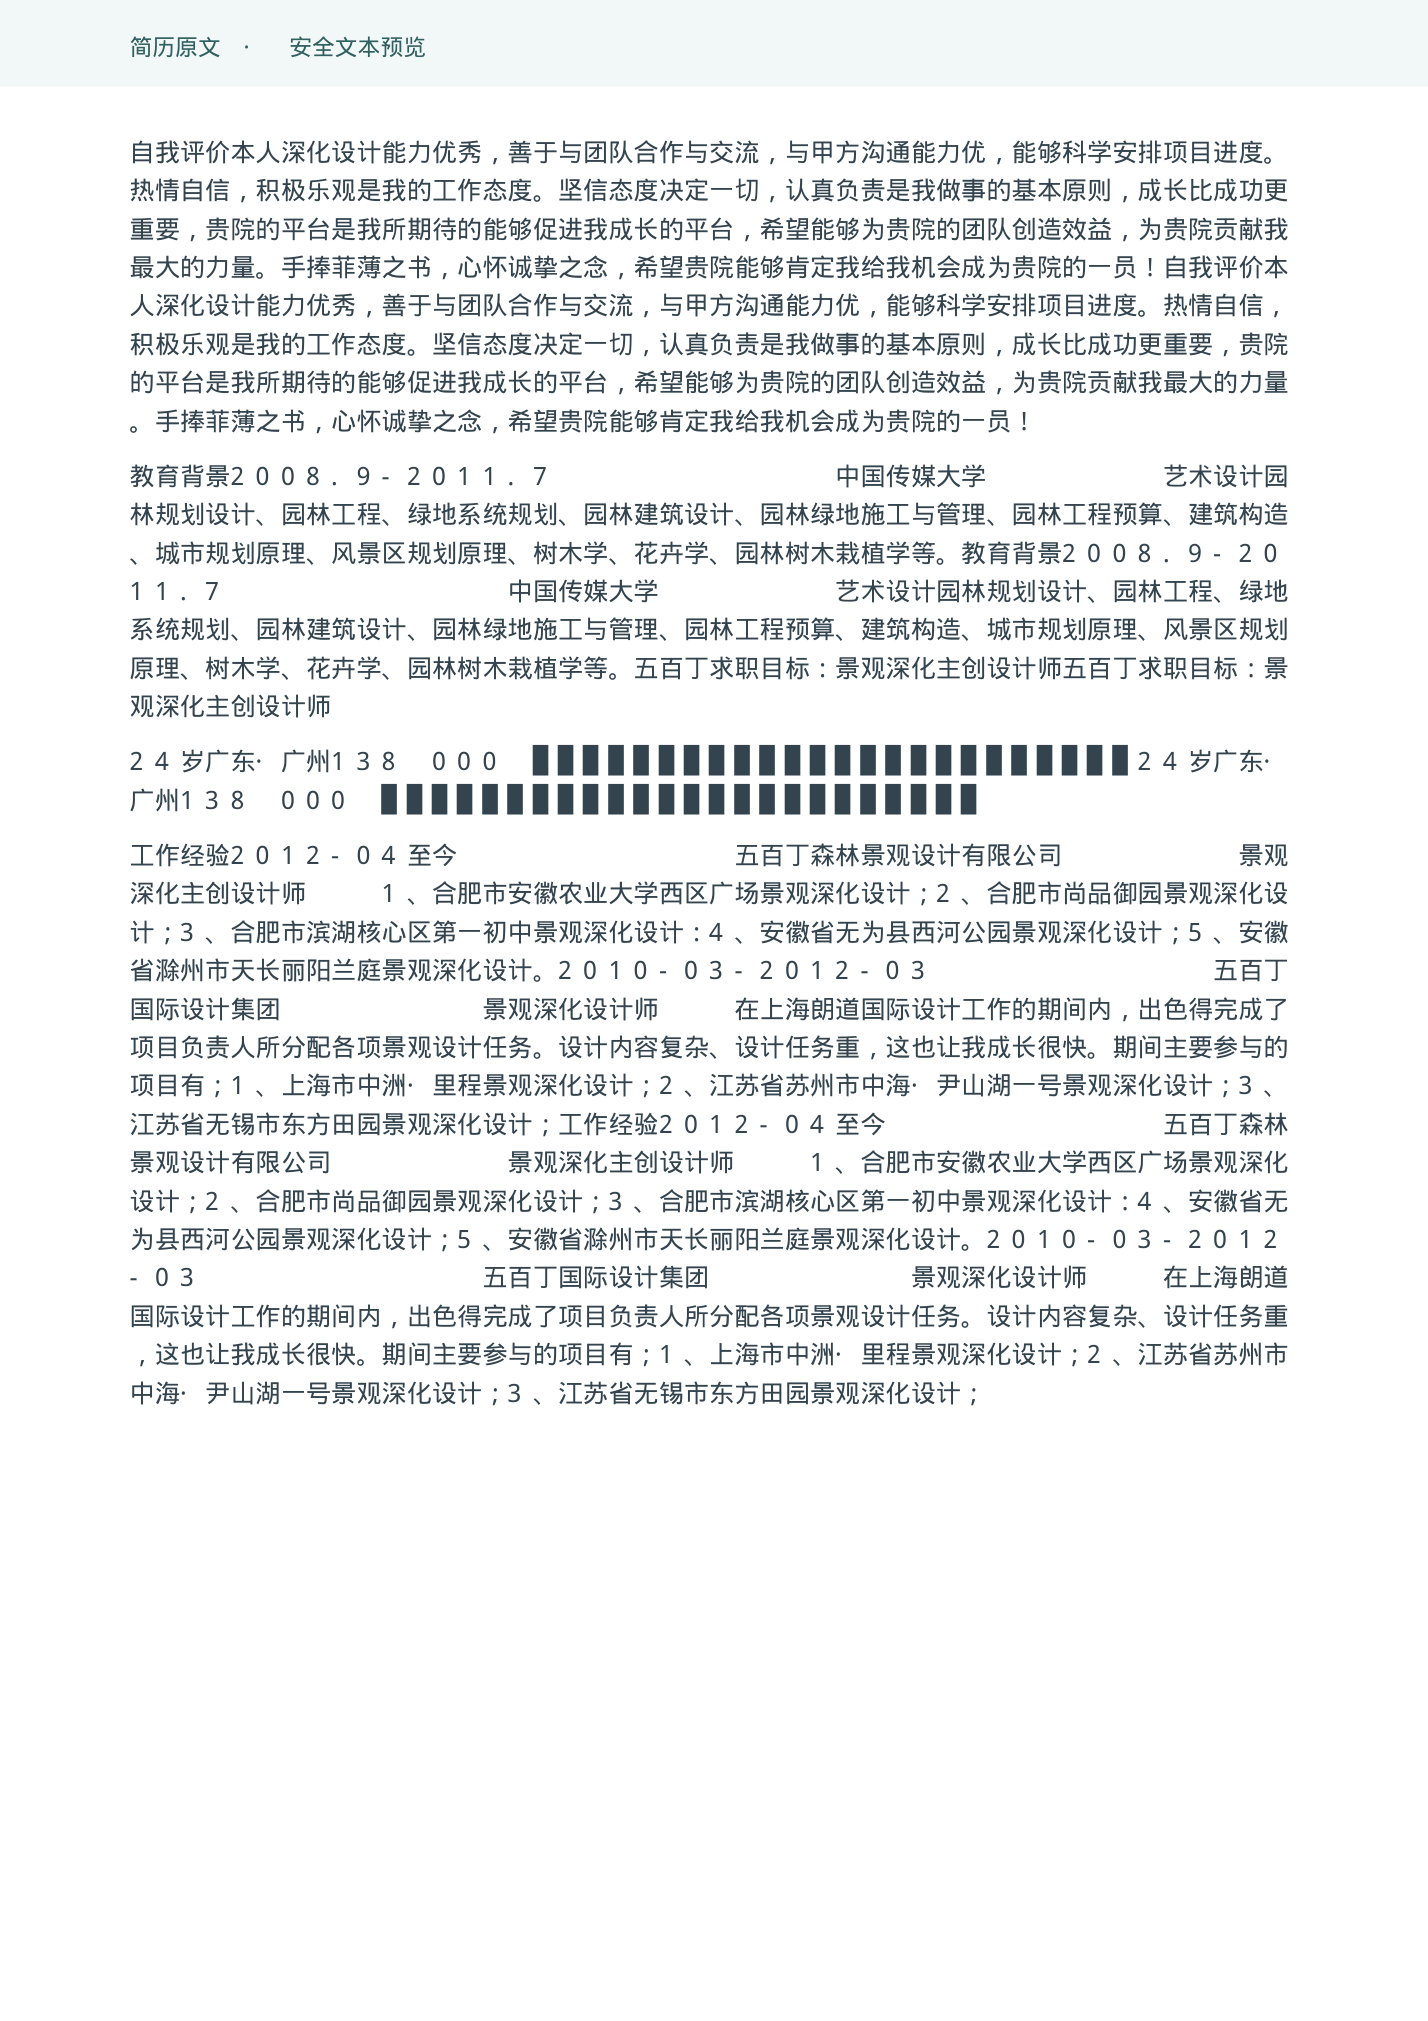 简历原文 · 安全文本预览
自我评价本人深化设计能力优秀，善于与团队合作与交流，与甲方沟通能力优，能够科学安排项目进度。
热情自信，积极乐观是我的工作态度。坚信态度决定一切，认真负责是我做事的基本原则，成长比成功更
重要，贵院的平台是我所期待的能够促进我成长的平台，希望能够为贵院的团队创造效益，为贵院贡献我
最大的力量。手捧菲薄之书，心怀诚挚之念，希望贵院能够肯定我给我机会成为贵院的一员！自我评价本
人深化设计能力优秀，善于与团队合作与交流，与甲方沟通能力优，能够科学安排项目进度。热情自信，
积极乐观是我的工作态度。坚信态度决定一切，认真负责是我做事的基本原则，成长比成功更重要，贵院
的平台是我所期待的能够促进我成长的平台，希望能够为贵院的团队创造效益，为贵院贡献我最大的力量
。手捧菲薄之书，心怀诚挚之念，希望贵院能够肯定我给我机会成为贵院的一员！
教育背景2008.9-2011.7 中国传媒大学 艺术设计园
林规划设计、园林工程、绿地系统规划、园林建筑设计、园林绿地施工与管理、园林工程预算、建筑构造
、城市规划原理、风景区规划原理、树木学、花卉学、园林树木栽植学等。教育背景2008.9-20
11.7 中国传媒大学 艺术设计园林规划设计、园林工程、绿地
系统规划、园林建筑设计、园林绿地施工与管理、园林工程预算、建筑构造、城市规划原理、风景区规划
原理、树木学、花卉学、园林树木栽植学等。五百丁求职目标：景观深化主创设计师五百丁求职目标：景
观深化主创设计师
24岁广东·广州138 000 ████████████████████████24岁广东·
广州138 000 ████████████████████████
工作经验2012-04至今 五百丁森林景观设计有限公司 景观
深化主创设计师 1、合肥市安徽农业大学西区广场景观深化设计；2、合肥市尚品御园景观深化设
计；3、合肥市滨湖核心区第一初中景观深化设计：4、安徽省无为县西河公园景观深化设计；5、安徽
省滁州市天长丽阳兰庭景观深化设计。2010-03-2012-03 五百丁
国际设计集团 景观深化设计师 在上海朗道国际设计工作的期间内，出色得完成了
项目负责人所分配各项景观设计任务。设计内容复杂、设计任务重，这也让我成长很快。期间主要参与的
项目有；1、上海市中洲·里程景观深化设计；2、江苏省苏州市中海·尹山湖一号景观深化设计；3、
江苏省无锡市东方田园景观深化设计；工作经验2012-04至今 五百丁森林
景观设计有限公司 景观深化主创设计师 1、合肥市安徽农业大学西区广场景观深化
设计；2、合肥市尚品御园景观深化设计；3、合肥市滨湖核心区第一初中景观深化设计：4、安徽省无
为县西河公园景观深化设计；5、安徽省滁州市天长丽阳兰庭景观深化设计。2010-03-2012
-03 五百丁国际设计集团 景观深化设计师 在上海朗道
国际设计工作的期间内，出色得完成了项目负责人所分配各项景观设计任务。设计内容复杂、设计任务重
，这也让我成长很快。期间主要参与的项目有；1、上海市中洲·里程景观深化设计；2、江苏省苏州市
中海·尹山湖一号景观深化设计；3、江苏省无锡市东方田园景观深化设计；